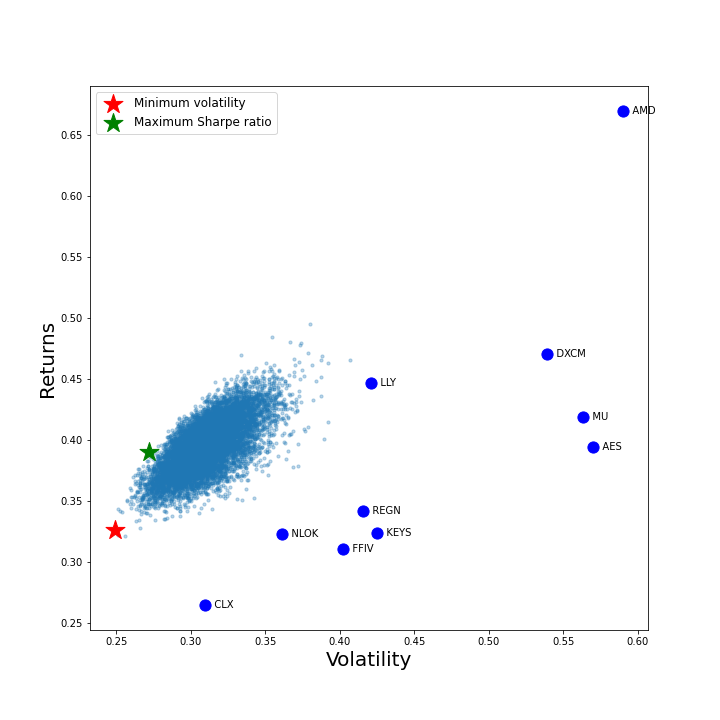 Minimum volatility
Maximum Sharpe ratio
AMD
0.65
0.60
0.55
0.50
DXCM
0.45
LLY
MU
0.40
AES
0.35
REGN
NLOK
KEYS
0.30
FFIV
CLX
0.25
Returns
0.25 0.30 0.35 0.40 0.45 0.50 0.55 0.60
Volatility